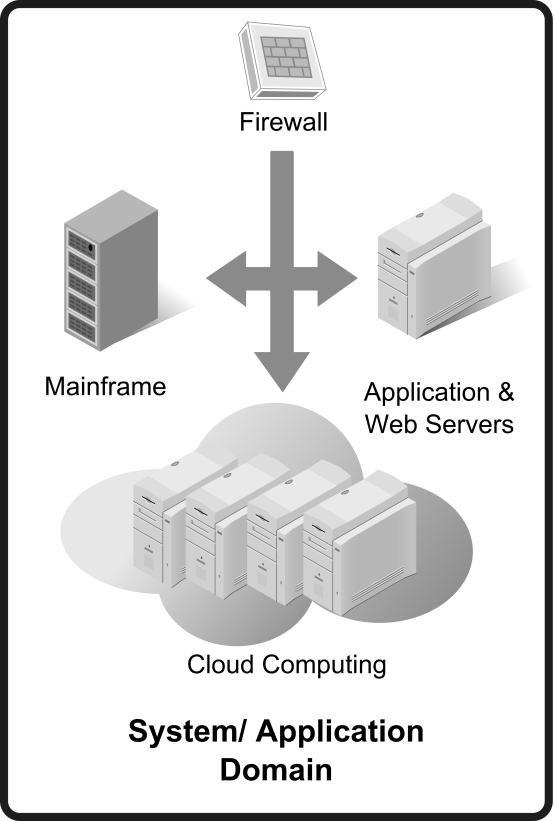 Firewall
Mainframe
Application &
Web Servers
Cloud Computing
System/ Application
Domain